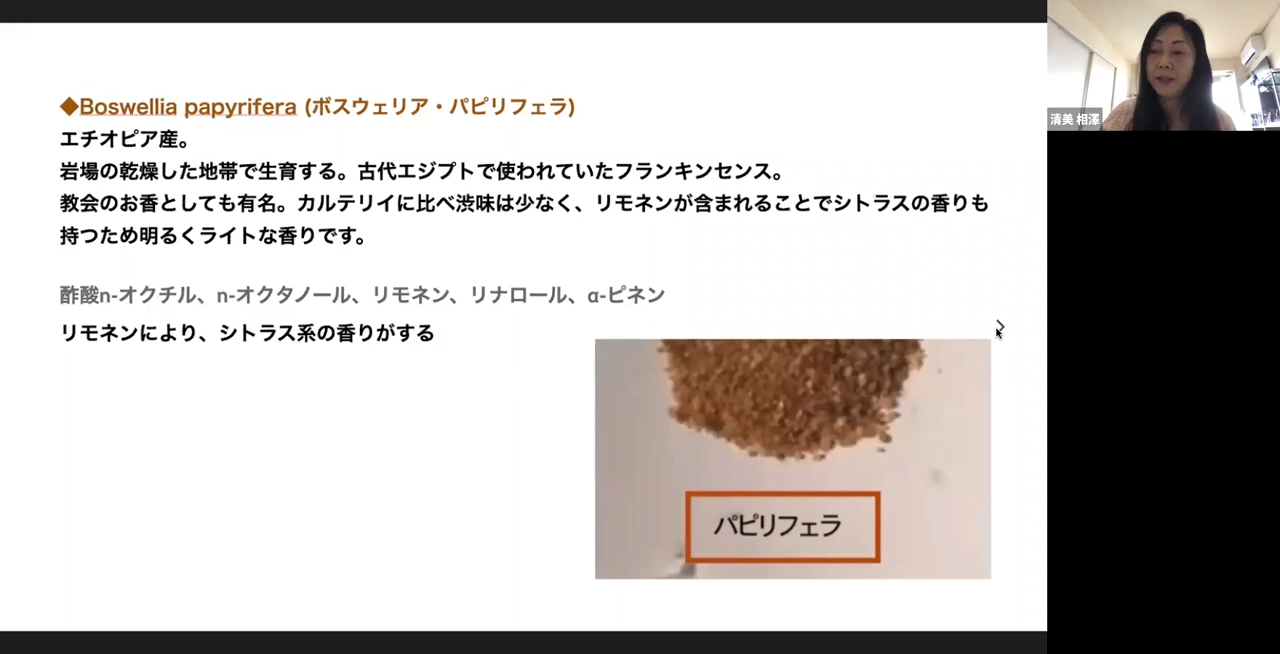 ◆Boswellia papyrifera (ボスウェリア・パピリフェラ)
エチオピア産。
岩場の乾燥した地帯で生育する。古代エジプトで使われていたフランキンセンス。
教会のお香としても有名。カルテリイに比べ渋味は少なく、リモネンが含まれることでシトラスの香りも
持つため明るくライトな香りです。
酢酸n-オクチル、n-オクタノール、リモネン、リナロール、α-ピネン
リモネンにより、シトラス系の香りがする
パピリフェラ
清美 相澤